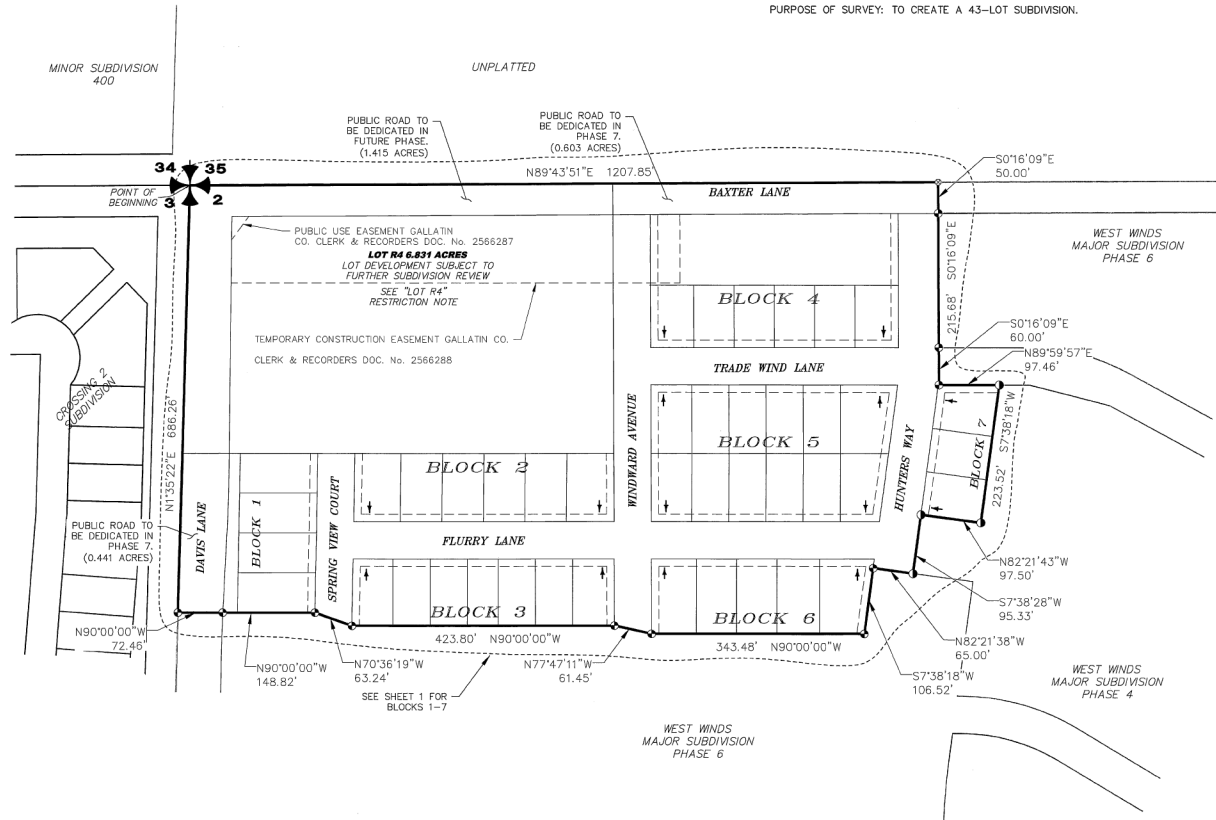 PURPOSE OF SURVEY: TO CREATE A 43-LOT SUBDIVISION.
MINOR SUBDIVISION
400
UNPLATTED
PUBLIC ROAD TO
BE DEDICATED IN
FUTURE PHASE.
(1.415 ACRES)
PUBLIC ROAD TO
BE DEDICATED IN
PHASE 7.
(0.603 ACRES)
S0°16'09"E
50.00'
34 35
3 2
POINT OF
BEGINNING
N89°43'51"E 1207.85'
BAXTER LANE
PUBLIC USE EASEMENT GALLATIN
CO. CLERK & RECORDERS DOC. No. 2566287
LOT R4 6.831 ACRES
LOT DEVELOPMENT SUBJECT TO
FURTHER SUBDIVISION REVIEW
SEE "LOT R4"
RESTRICTION NOTE
TEMPORARY CONSTRUCTION EASEMENT GALLATIN CO.
CLERK & RECORDERS DOC. No. 2566288
WEST WINDS
MAJOR SUBDIVISION
PHASE 6
215.68' S0°16'09"E
BLOCK 4
S0°16'09"E
60.00'
N89°59'57"E
97.46'
TRADE WIND LANE
CROSSING 2
SUBDIVISION
N1°35'22"E 686.26'
WINDWARD AVENUE
BLOCK 5
HUNTERS WAY
BLOCK 7
223.52' S7°38'18"W
BLOCK 2
BLOCK 1
SPRING VIEW COURT
DAVIS LANE
PUBLIC ROAD TO
BE DEDICATED IN
PHASE 7.
(0.441 ACRES)
FLURRY LANE
N82°21'43"W
97.50'
S7°38'28"W
95.33'
BLOCK 3
BLOCK 6
N90°00'00"W
72.46'
N90°00'00"W
148.82'
N70°36'19"W
63.24'
423.80' N90°00'00"W
N77°47'11"W
61.45'
343.48' N90°00'00"W
N82°21'38"W
65.00'
S7°38'18"W
106.52'
SEE SHEET 1 FOR
BLOCKS 1-7
WEST WINDS
MAJOR SUBDIVISION
PHASE 4
WEST WINDS
MAJOR SUBDIVISION
PHASE 6